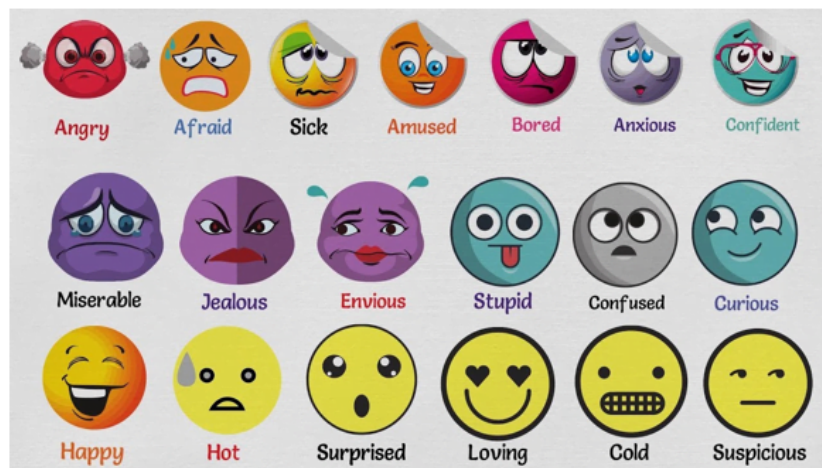 Angry Afraid Sick Amused Bored Anxious Confident
Miserable Jealous Envious Stupid Confused Curious
Happy Hot Surprised Loving Cold Suspicious